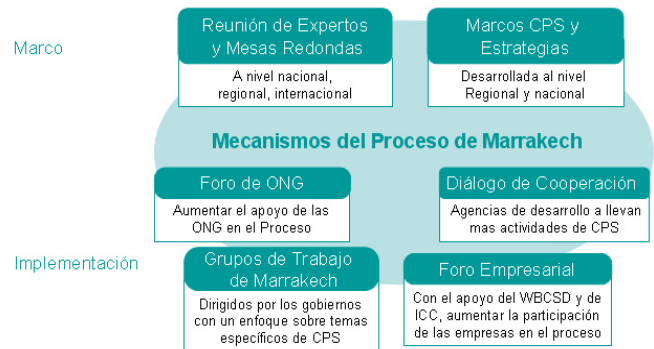 Marco
Reunión de Expertos
y Mesas Redondas
A nivel nacional,
regional, internacional
Marcos CPS y
Estrategias
Desarrollada al nivel
Regional y nacional
Mecanismos del Proceso de Marrakech
Foro de ONG
Aumentar el apoyo de las
ONG en el Proceso
Diálogo de Cooperación
Agencias de desarrollo a llevan
mas actividades de CPS
Implementación
Grupos de Trabajo
de Marrakech
Dirigidos por los gobiernos
con un enfoque sobre temas
específicos de CPS
Foro Empresarial
Con el apoyo del WBCSD y de
ICC, aumentar la participación
de las empresas en el proceso